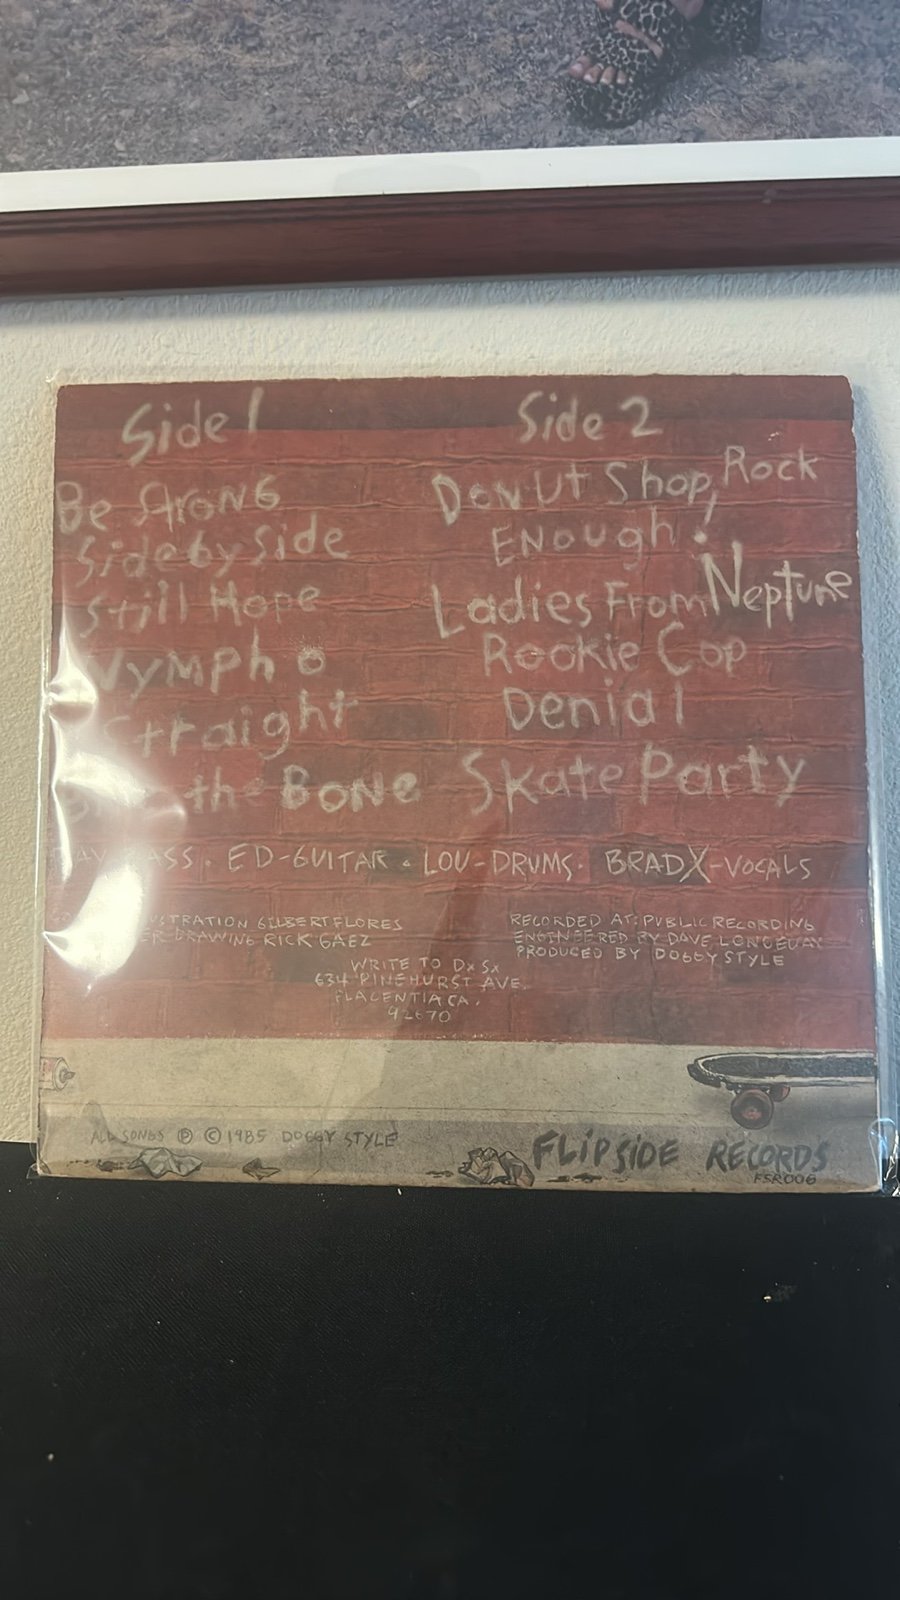 Side 1
Be StroNG
Side by Side
Still Hope
Nympho
Straight
the BoNe
Side 2
DoNUt Shop Rock
ENough!
Ladies From Neptune
Rookie Cop
Denial
Skate Party
ED-GUITAR · LOU-DRUMS · BRADX-VOCALS
GILBERT FLORES
DRAWING RICK GAEZ
RECORDED AT: PUBLIC RECORDING
ENGINEERED BY DAVE
PRODUCED BY DOGGY STYLE
WRITE TO DxSx
634 PINEHURST AVE.
PLACENTIA CA.
92670
ALL SONGS ℗ © 1985 DOGGY STYLE
FLIPSIDE RECORDS
FSR006